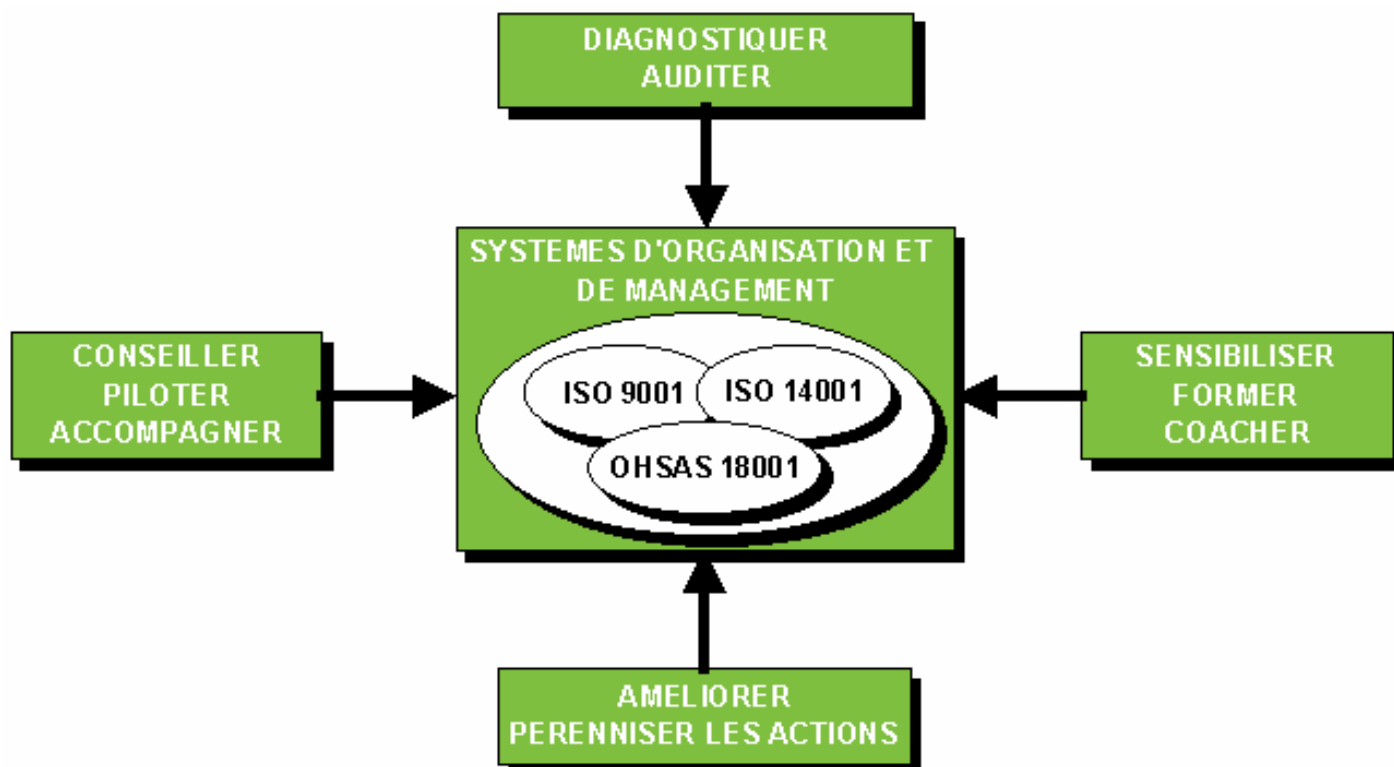 DIAGNOSTIQUER
AUDITER
SYSTEMES D'ORGANISATION ET
DE MANAGEMENT
CONSEILLER
PILOTER
ACCOMPAGNER
ISO 9001
ISO 14001
OHSAS 18001
SENSIBILISER
FORMER
COACHER
AMELIORER
PERENNISER LES ACTIONS